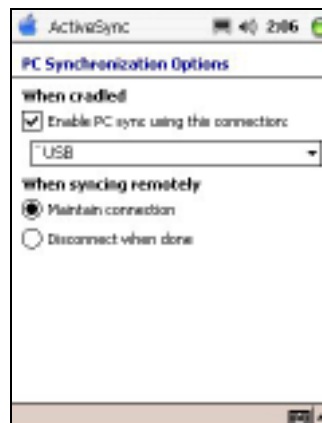 ActiveSync 2:06
PC Synchronization Options
When cradled
Enable PC sync using this connection:
`USB
When syncing remotely
Maintain connection
Disconnect when done